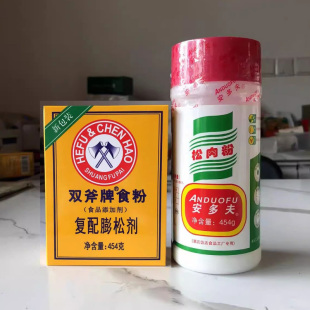 新包装
HEFU & CHEN HAO
SHUANGFUPAI
双斧牌®食粉
（食品添加剂）
复配膨松剂
净含量：454克
松肉粉
ANDUOFU
安多夫
净含量：454g